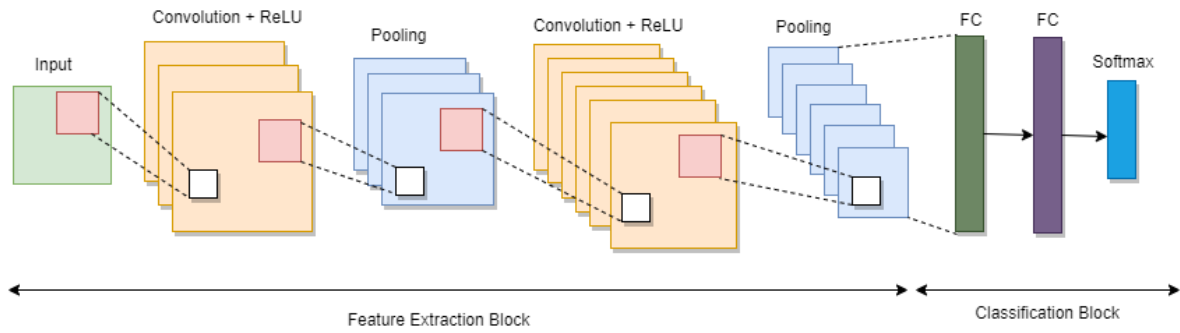 Input
Convolution + ReLU
Pooling
Convolution + ReLU
Pooling
FC
FC
Softmax
Feature Extraction Block
Classification Block